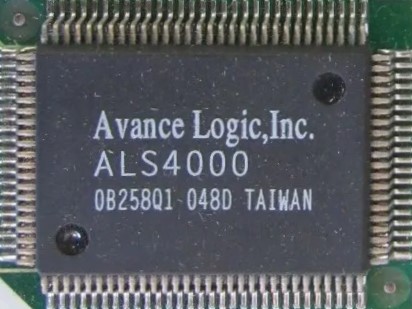 Avance Logic,Inc.
ALS4000
0B258Q1 048D TAIWAN